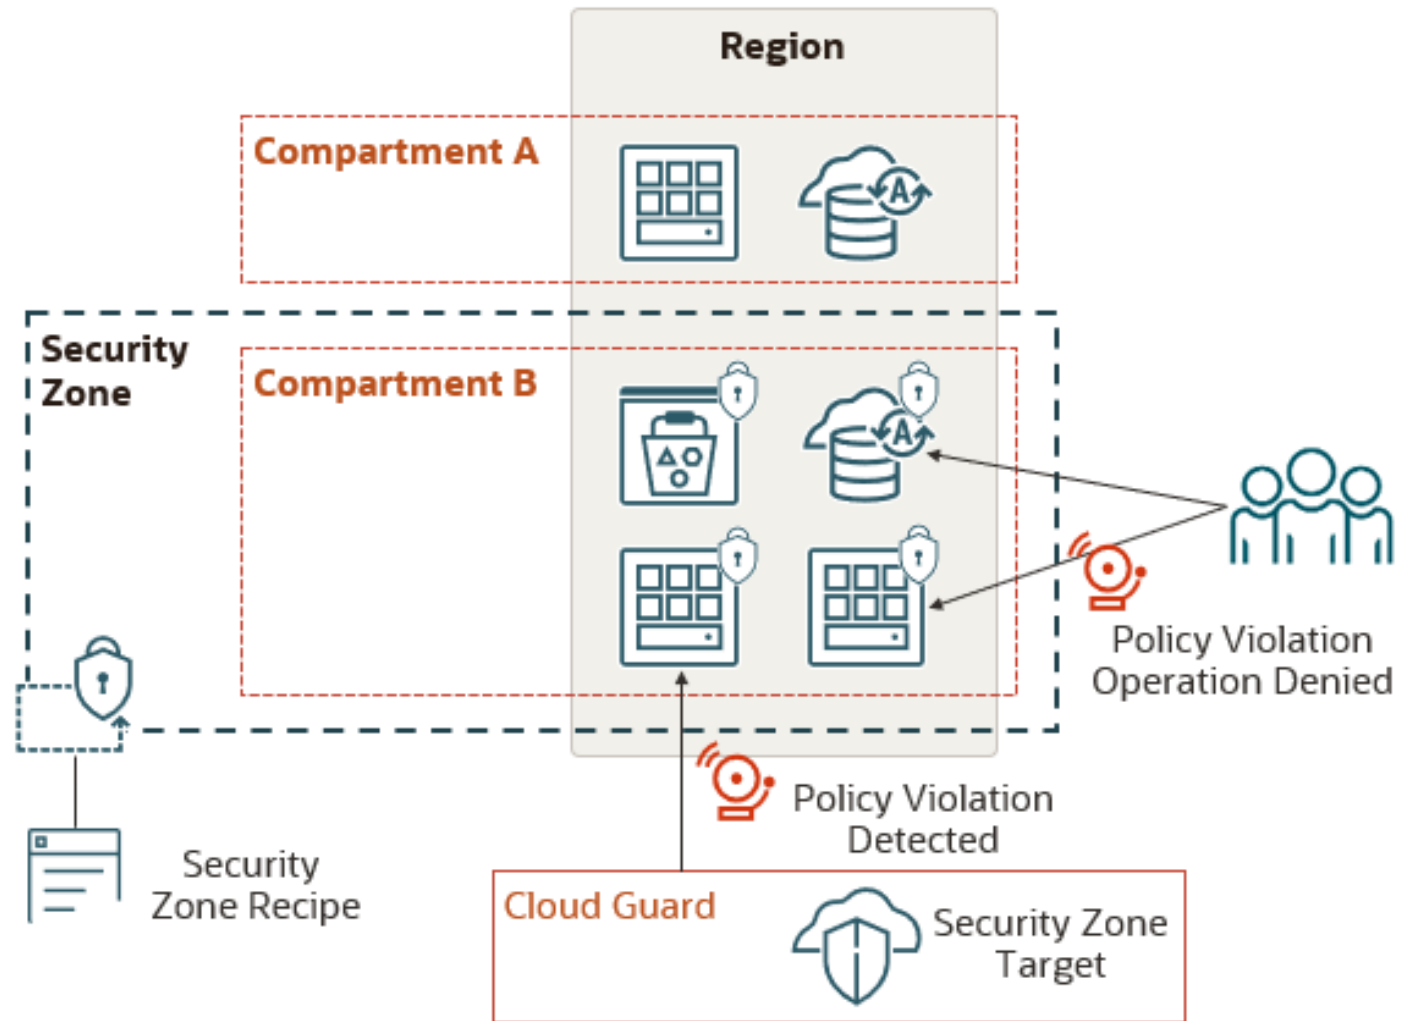 Region
Compartment A
A
Security
Zone
Compartment B
A
Policy Violation
Operation Denied
Policy Violation
Detected
Security
Zone Recipe
Cloud Guard
Security Zone
Target